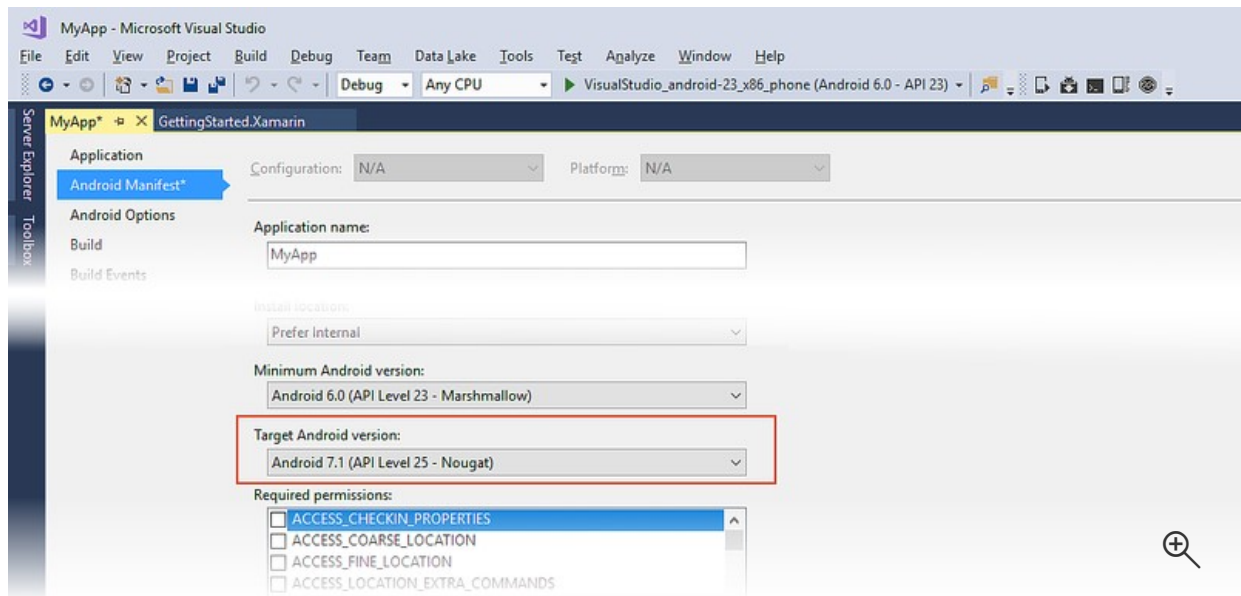 MyApp - Microsoft Visual Studio
File Edit View Project Build Debug Team Data Lake Tools Test Analyze Window Help
Debug Any CPU VisualStudio_android-23_x86_phone (Android 6.0 - API 23)
Server Explorer
Toolbox
MyApp* GettingStarted.Xamarin
Application
Android Manifest*
Android Options
Build
Build Events
Configuration: N/A Platform: N/A
Application name:
MyApp
Install location:
Prefer Internal
Minimum Android version:
Android 6.0 (API Level 23 - Marshmallow)
Target Android version:
Android 7.1 (API Level 25 - Nougat)
Required permissions:
ACCESS_CHECKIN_PROPERTIES
ACCESS_COARSE_LOCATION
ACCESS_FINE_LOCATION
ACCESS_LOCATION_EXTRA_COMMANDS